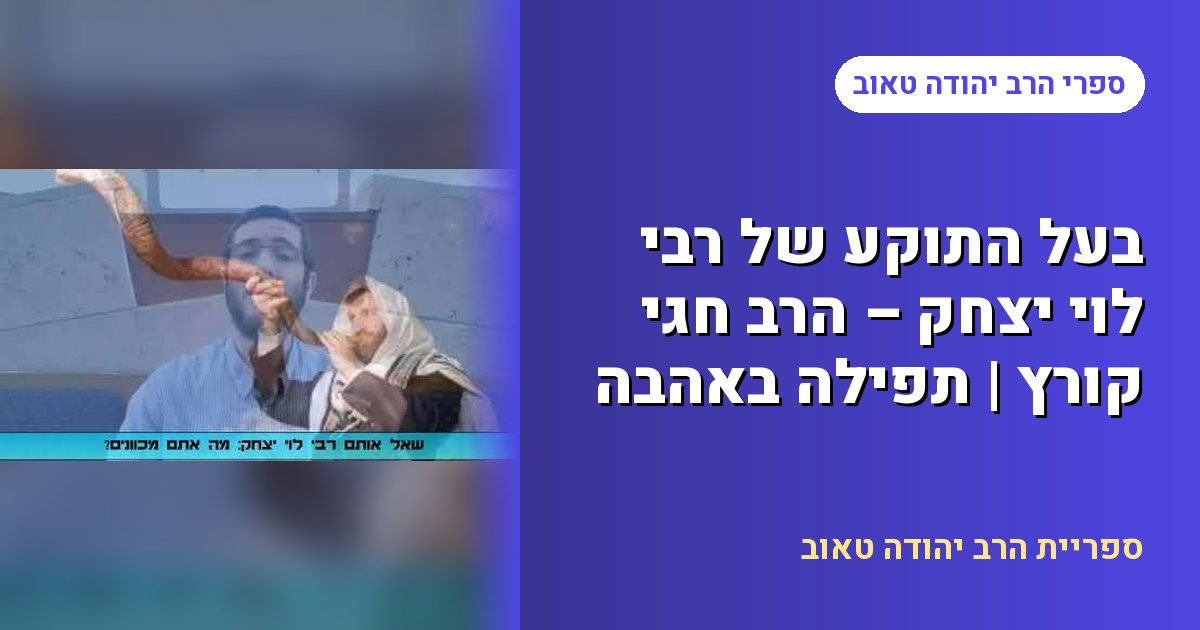 ספרי הרב יהודה טאוב
בעל התוקע של רבי
לוי יצחק – הרב חגי
קורץ | תפילה באהבה
שאל אותם רבי לוי יצחק: מה אתם מכוונים?
ספריית הרב יהודה טאוב